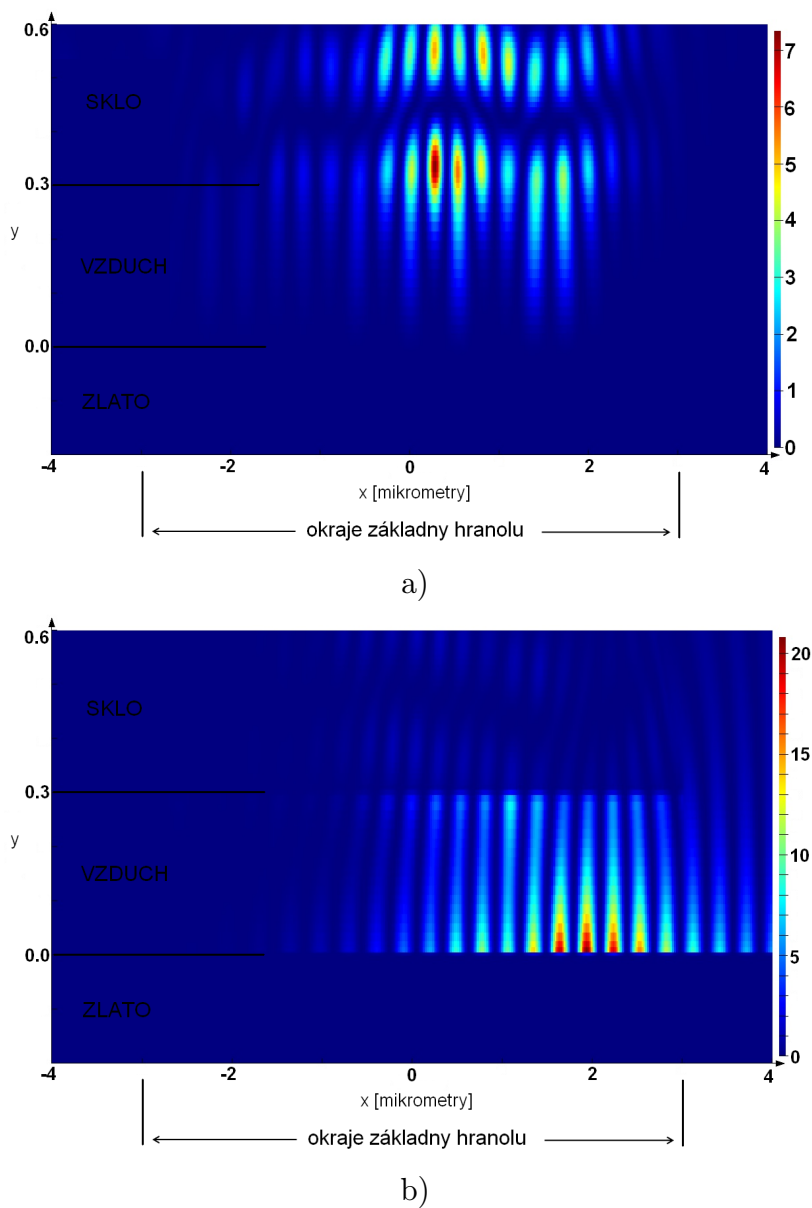 0.6
7
SKLO
6
5
0.3
4
y
VZDUCH
3
2
0.0
ZLATO
1
0
-4
-2
0
2
4
x [mikrometry]
okraje základny hranolu
a)
0.6
20
SKLO
15
0.3
y
VZDUCH
10
5
0.0
ZLATO
0
-4
-2
0
2
4
x [mikrometry]
okraje základny hranolu
b)